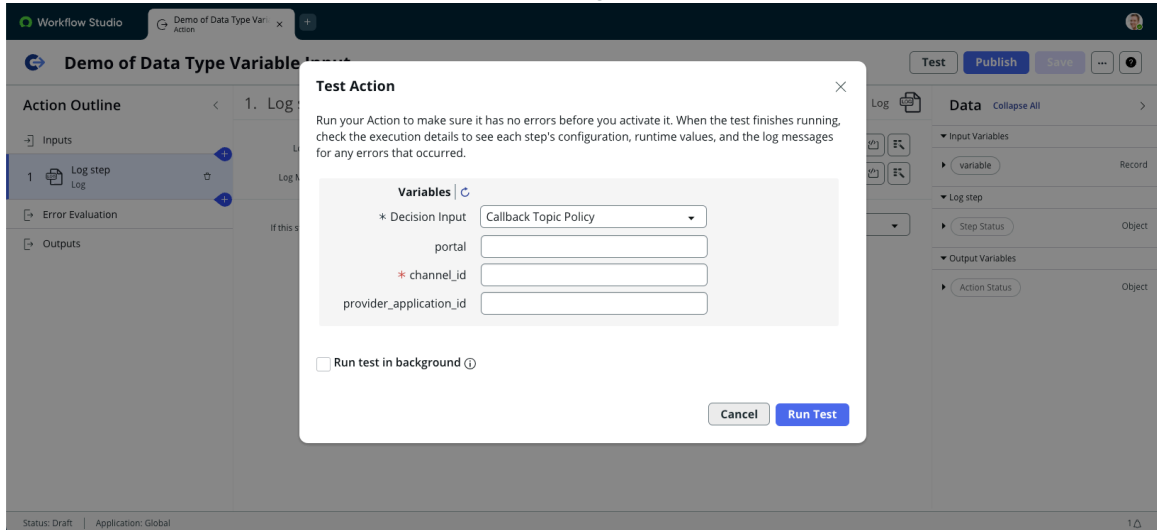 Workflow Studio
Demo of Data Type Var
Action
Demo of Data Type Variable Input
Test
Publish
Save
Action Outline
1. Log
Log
Data
Collapse All
Inputs
1
Log step
Log
Error Evaluation
Outputs
Log M
If this s
Test Action
Run your Action to make sure it has no errors before you activate it. When the test finishes running,
check the execution details to see each step's configuration, runtime values, and the log messages
for any errors that occurred.
Variables
* Decision Input
Callback Topic Policy
portal
* channel_id
provider_application_id
Run test in background
Cancel
Run Test
Input Variables
variable
Record
Log step
Step Status
Object
Output Variables
Action Status
Object
Status: Draft
Application: Global
1